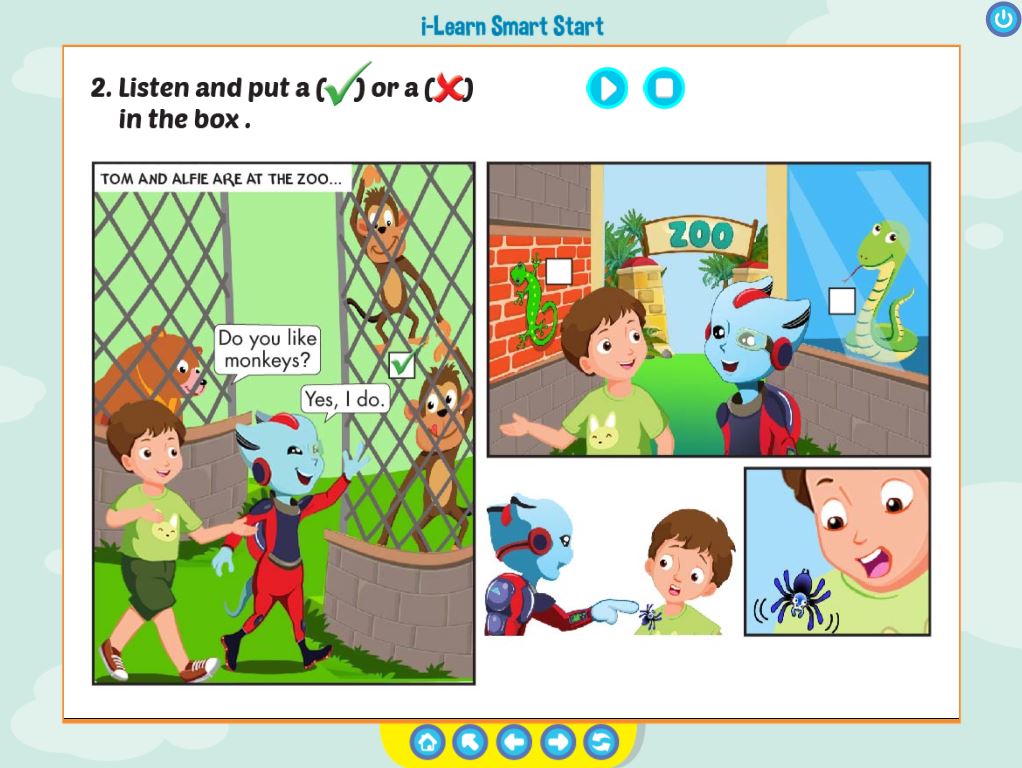 i-Learn Smart Start
2. Listen and put a (✓) or a (✗)
in the box .
TOM AND ALFIE ARE AT THE ZOO...
Do you like
monkeys?
Yes, I do.
ZOO